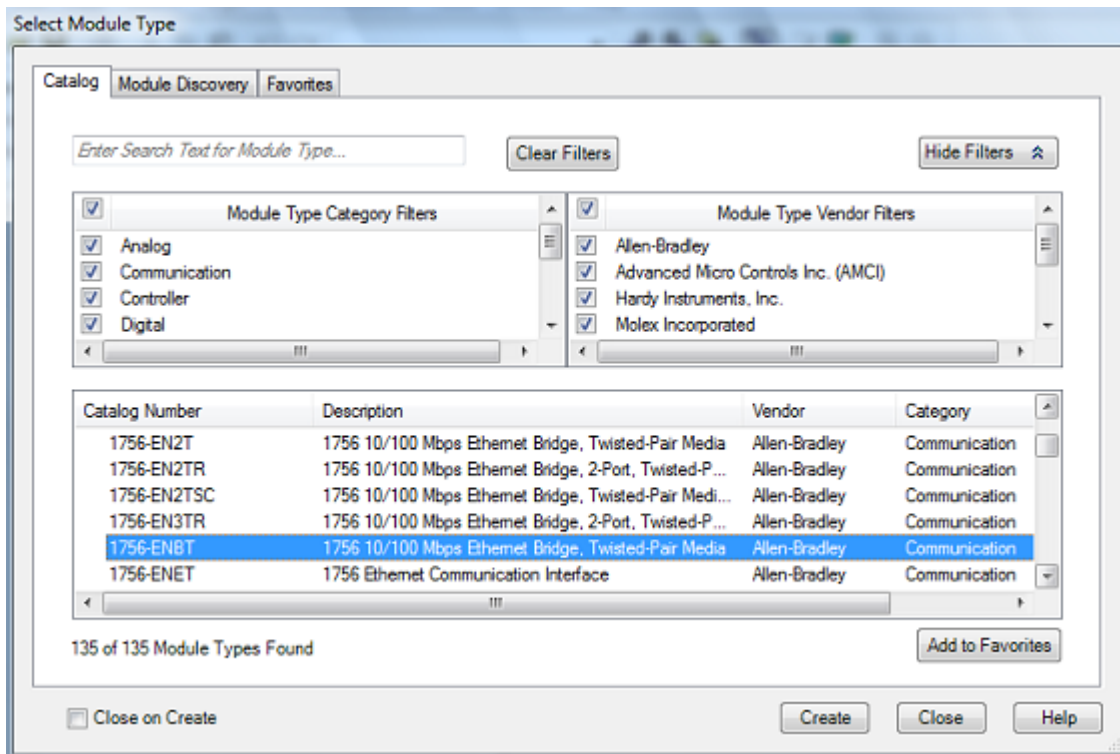 Select Module Type
Catalog Module Discovery Favorites
Enter Search Text for Module Type... Clear Filters Hide Filters
Module Type Category Filters Module Type Vendor Filters
Analog Allen-Bradley
Communication Advanced Micro Controls Inc. (AMCI)
Controller Hardy Instruments, Inc.
Digital Molex Incorporated
Catalog Number Description Vendor Category
1756-EN2T 1756 10/100 Mbps Ethernet Bridge, Twisted-Pair Media Allen-Bradley Communication
1756-EN2TR 1756 10/100 Mbps Ethernet Bridge, 2-Port, Twisted-P... Allen-Bradley Communication
1756-EN2TSC 1756 10/100 Mbps Ethernet Bridge, Twisted-Pair Medi... Allen-Bradley Communication
1756-EN3TR 1756 10/100 Mbps Ethernet Bridge, 2-Port, Twisted-P... Allen-Bradley Communication
1756-ENBT 1756 10/100 Mbps Ethernet Bridge, Twisted-Pair Media Allen-Bradley Communication
1756-ENET 1756 Ethernet Communication Interface Allen-Bradley Communication
135 of 135 Module Types Found Add to Favorites
Close on Create Create Close Help